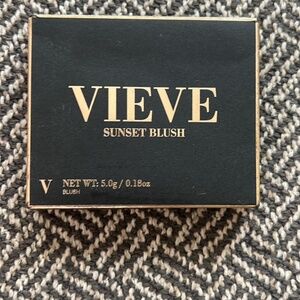 VIEVE
SUNSET BLUSH
V
NET WT: 5.0g / 0.18oz
BLUSH